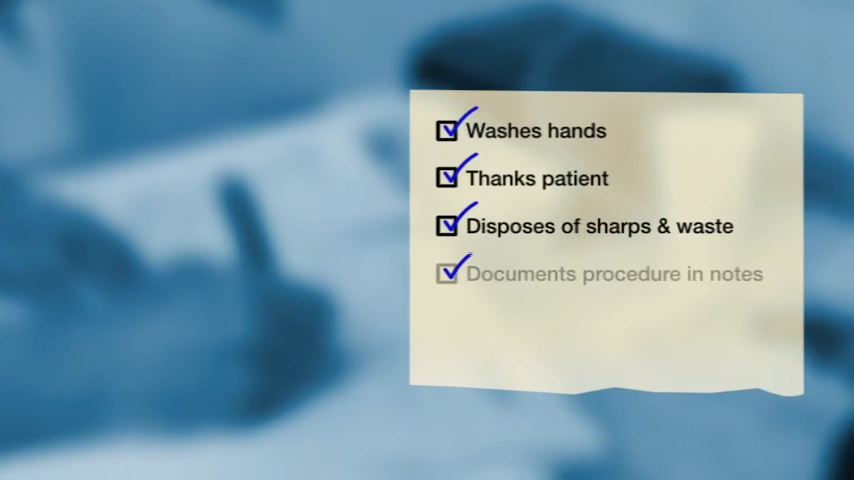 Washes hands
Thanks patient
Disposes of sharps & waste
Documents procedure in notes